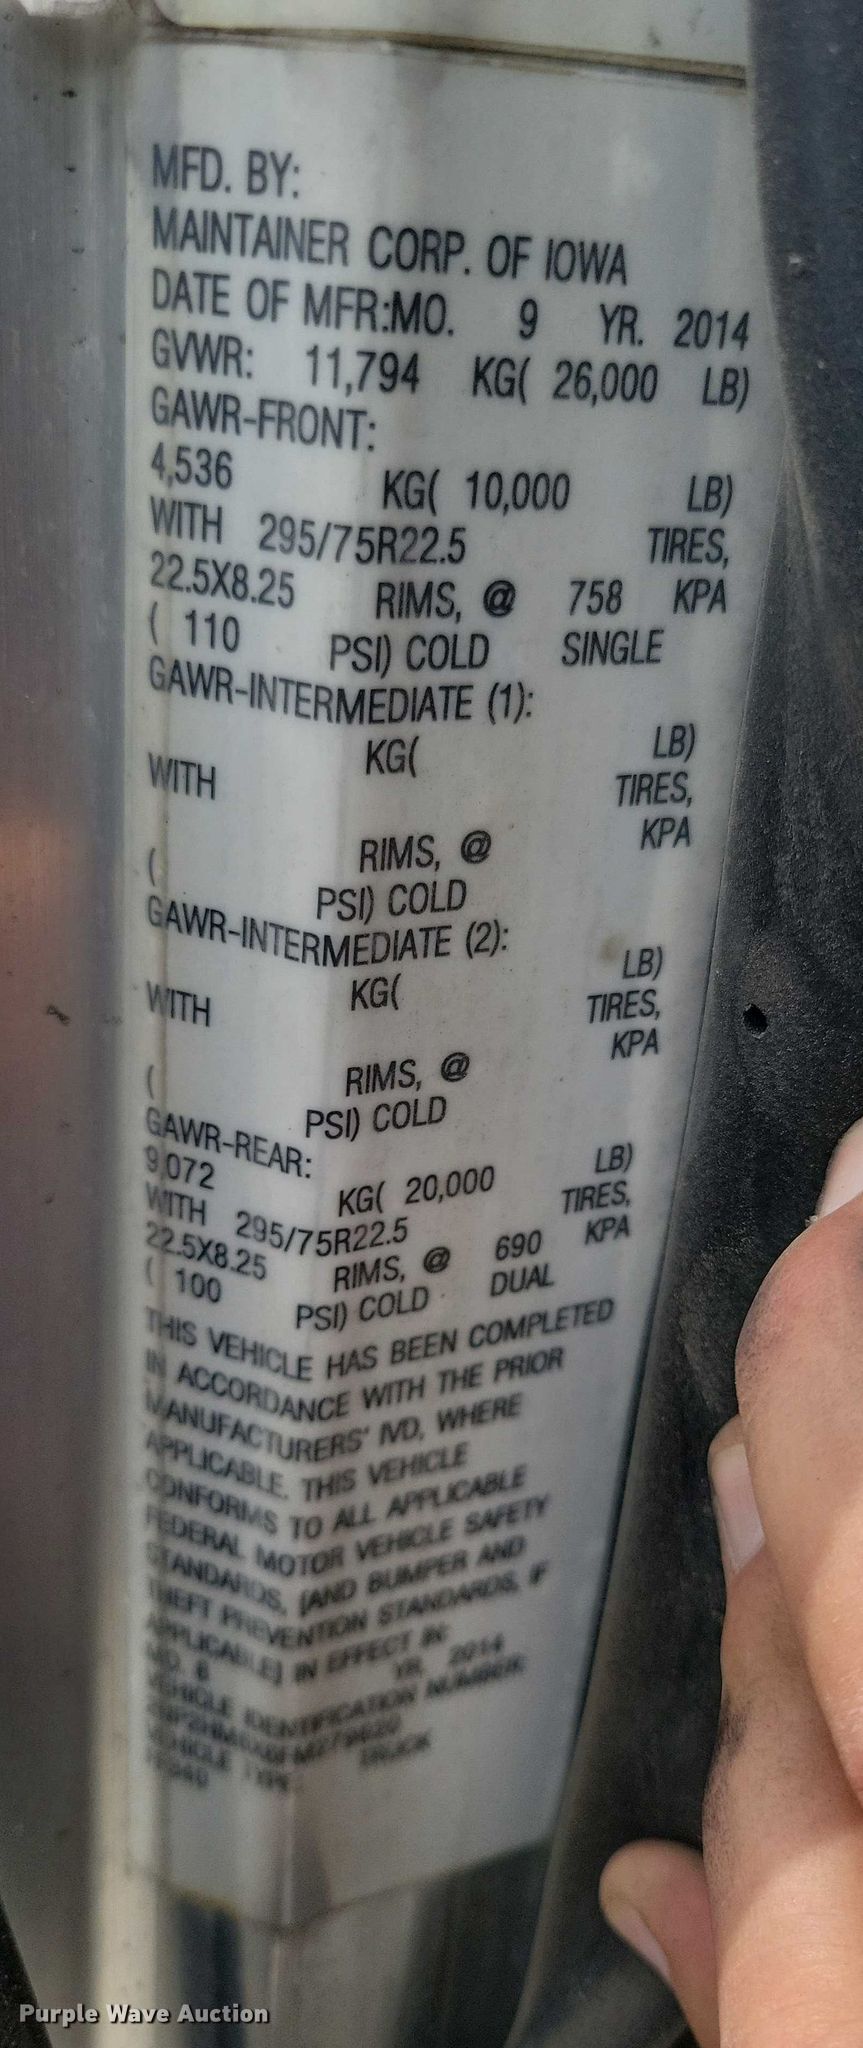 MFD. BY:
MAINTAINER CORP. OF IOWA
DATE OF MFR:MO. 9 YR. 2014
GVWR: 11,794 KG( 26,000 LB)
GAWR-FRONT:
4,536 KG( 10,000 LB)
WITH 295/75R22.5 TIRES,
22.5X8.25 RIMS, @ 758 KPA
( 110 PSI) COLD SINGLE
GAWR-INTERMEDIATE (1):
KG( LB)
WITH TIRES,
RIMS, @ KPA
( PSI) COLD
GAWR-INTERMEDIATE (2):
KG( LB)
WITH TIRES,
RIMS, @ KPA
( PSI) COLD
GAWR-REAR:
9,072 KG( 20,000 LB)
WITH 295/75R22.5 TIRES,
22.5X8.25 RIMS, @ 690 KPA
( 100 PSI) COLD DUAL
THIS VEHICLE HAS BEEN COMPLETED
IN ACCORDANCE WITH THE PRIOR
MANUFACTURERS' IVD, WHERE
APPLICABLE. THIS VEHICLE
CONFORMS TO ALL APPLICABLE
FEDERAL MOTOR VEHICLE SAFETY
STANDARDS, [AND BUMPER AND
THEFT PREVENTION STANDARDS, IF
APPLICABLE] IN EFFECT IN:
MO. 8 YR. 2014
VEHICLE IDENTIFICATION NUMBER:
VEHICLE TYPE: TRUCK
Purple Wave Auction